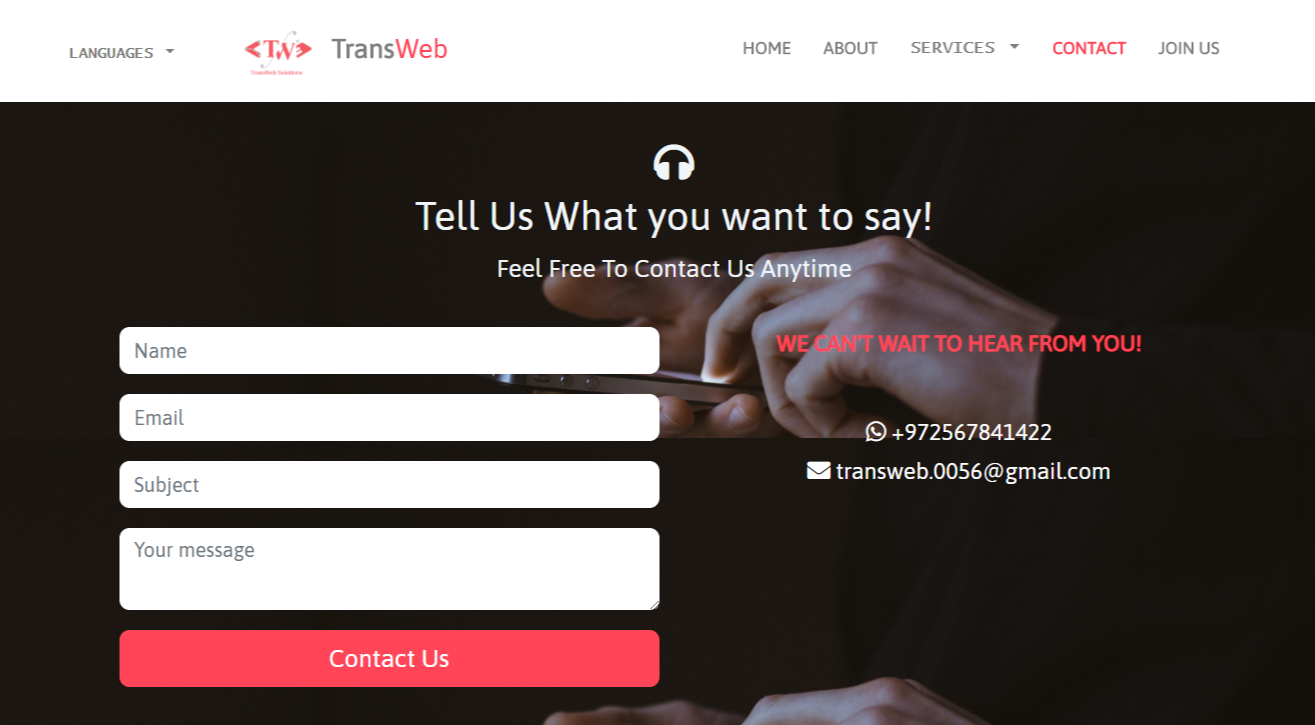 LANGUAGES
TW
TransWeb Solutions
TransWeb
HOME
ABOUT
SERVICES
CONTACT
JOIN US
Tell Us What you want to say!
Feel Free To Contact Us Anytime
Name
Email
Subject
Your message
Contact Us
WE CAN'T WAIT TO HEAR FROM YOU!
+972567841422
transweb.0056@gmail.com